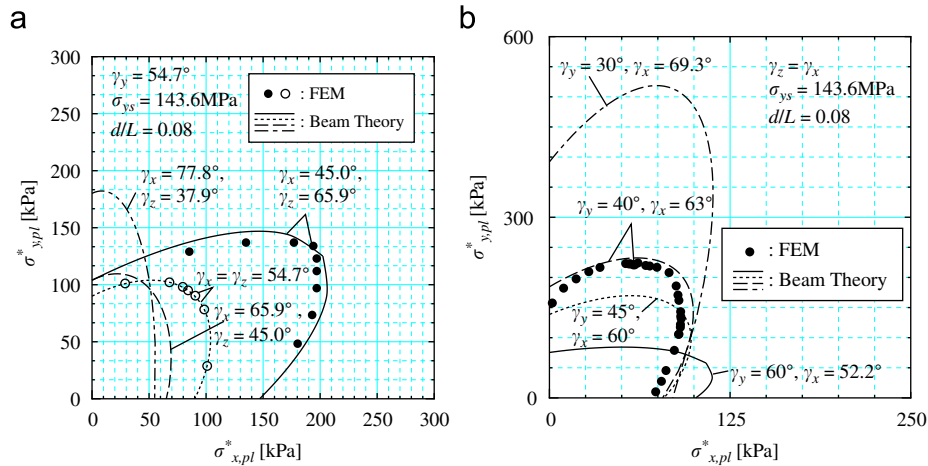 a
300
250
200
150
100
50
0
σ*y,pl [kPa]
γy = 54.7°
σys = 143.6MPa
d/L = 0.08
: FEM
: Beam Theory
γx = 77.8°,
γz = 37.9°
γx = 45.0°,
γz = 65.9°
γx = γz = 54.7°
γx = 65.9°,
γz = 45.0°
0 50 100 150 200 250 300
σ*x,pl [kPa]
b
600
300
0
σ*y,pl [kPa]
γy = 30°, γx = 69.3°
γz = γx
σys = 143.6MPa
d/L = 0.08
γy = 40°, γx = 63°
: FEM
: Beam Theory
γy = 45°,
γx = 60°
γy = 60°, γx = 52.2°
0 125 250
σ*x,pl [kPa]